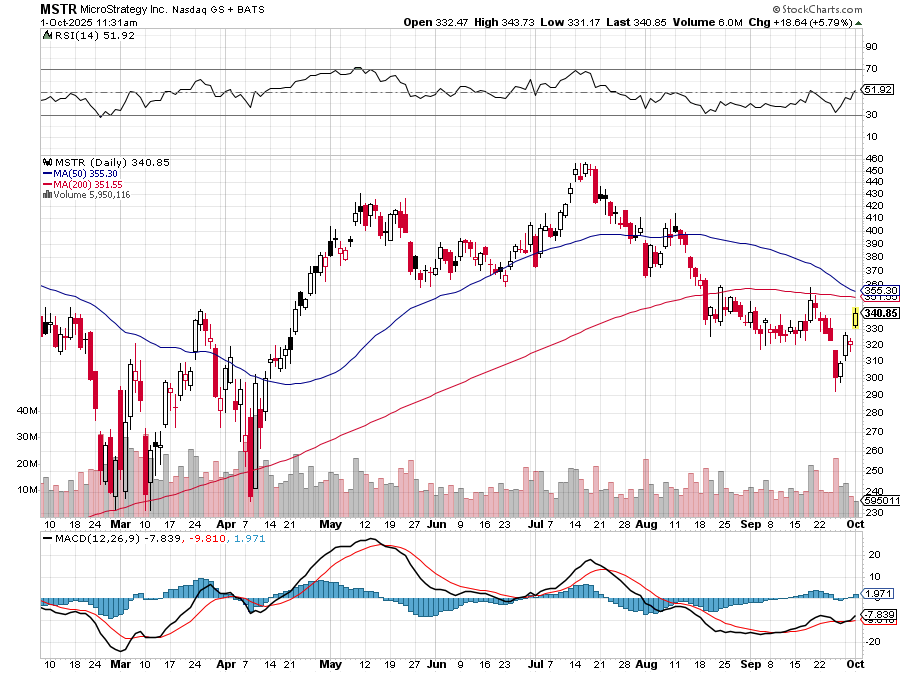 MSTR MicroStrategy Inc. Nasdaq GS + BATS
© StockCharts.com
1-Oct-2025 11:31am
Open 332.47 High 343.73 Low 331.17 Last 340.85 Volume 6.0M Chg +18.64 (+5.79%)
RSI(14) 51.92
90
70
51.92
30
10
MSTR (Daily) 340.85
MA(50) 355.30
MA(200) 351.55
Volume 5,950,116
460
450
440
430
420
410
400
390
380
370
360
355.30
351.55
340.85
330
320
310
300
290
280
270
260
250
240
595011
230
40M
30M
20M
10M
10 18 24 Mar 10 17 24 Apr 7 14 21 May 12 19 27 Jun 9 16 23 Jul 7 14 21 28 Aug 11 18 25 Sep 8 15 22 Oct
MACD(12,26,9) -7.839, -9.810, 1.971
20
10
1.971
-7.839
-20
10 18 24 Mar 10 17 24 Apr 7 14 21 May 12 19 27 Jun 9 16 23 Jul 7 14 21 28 Aug 11 18 25 Sep 8 15 22 Oct